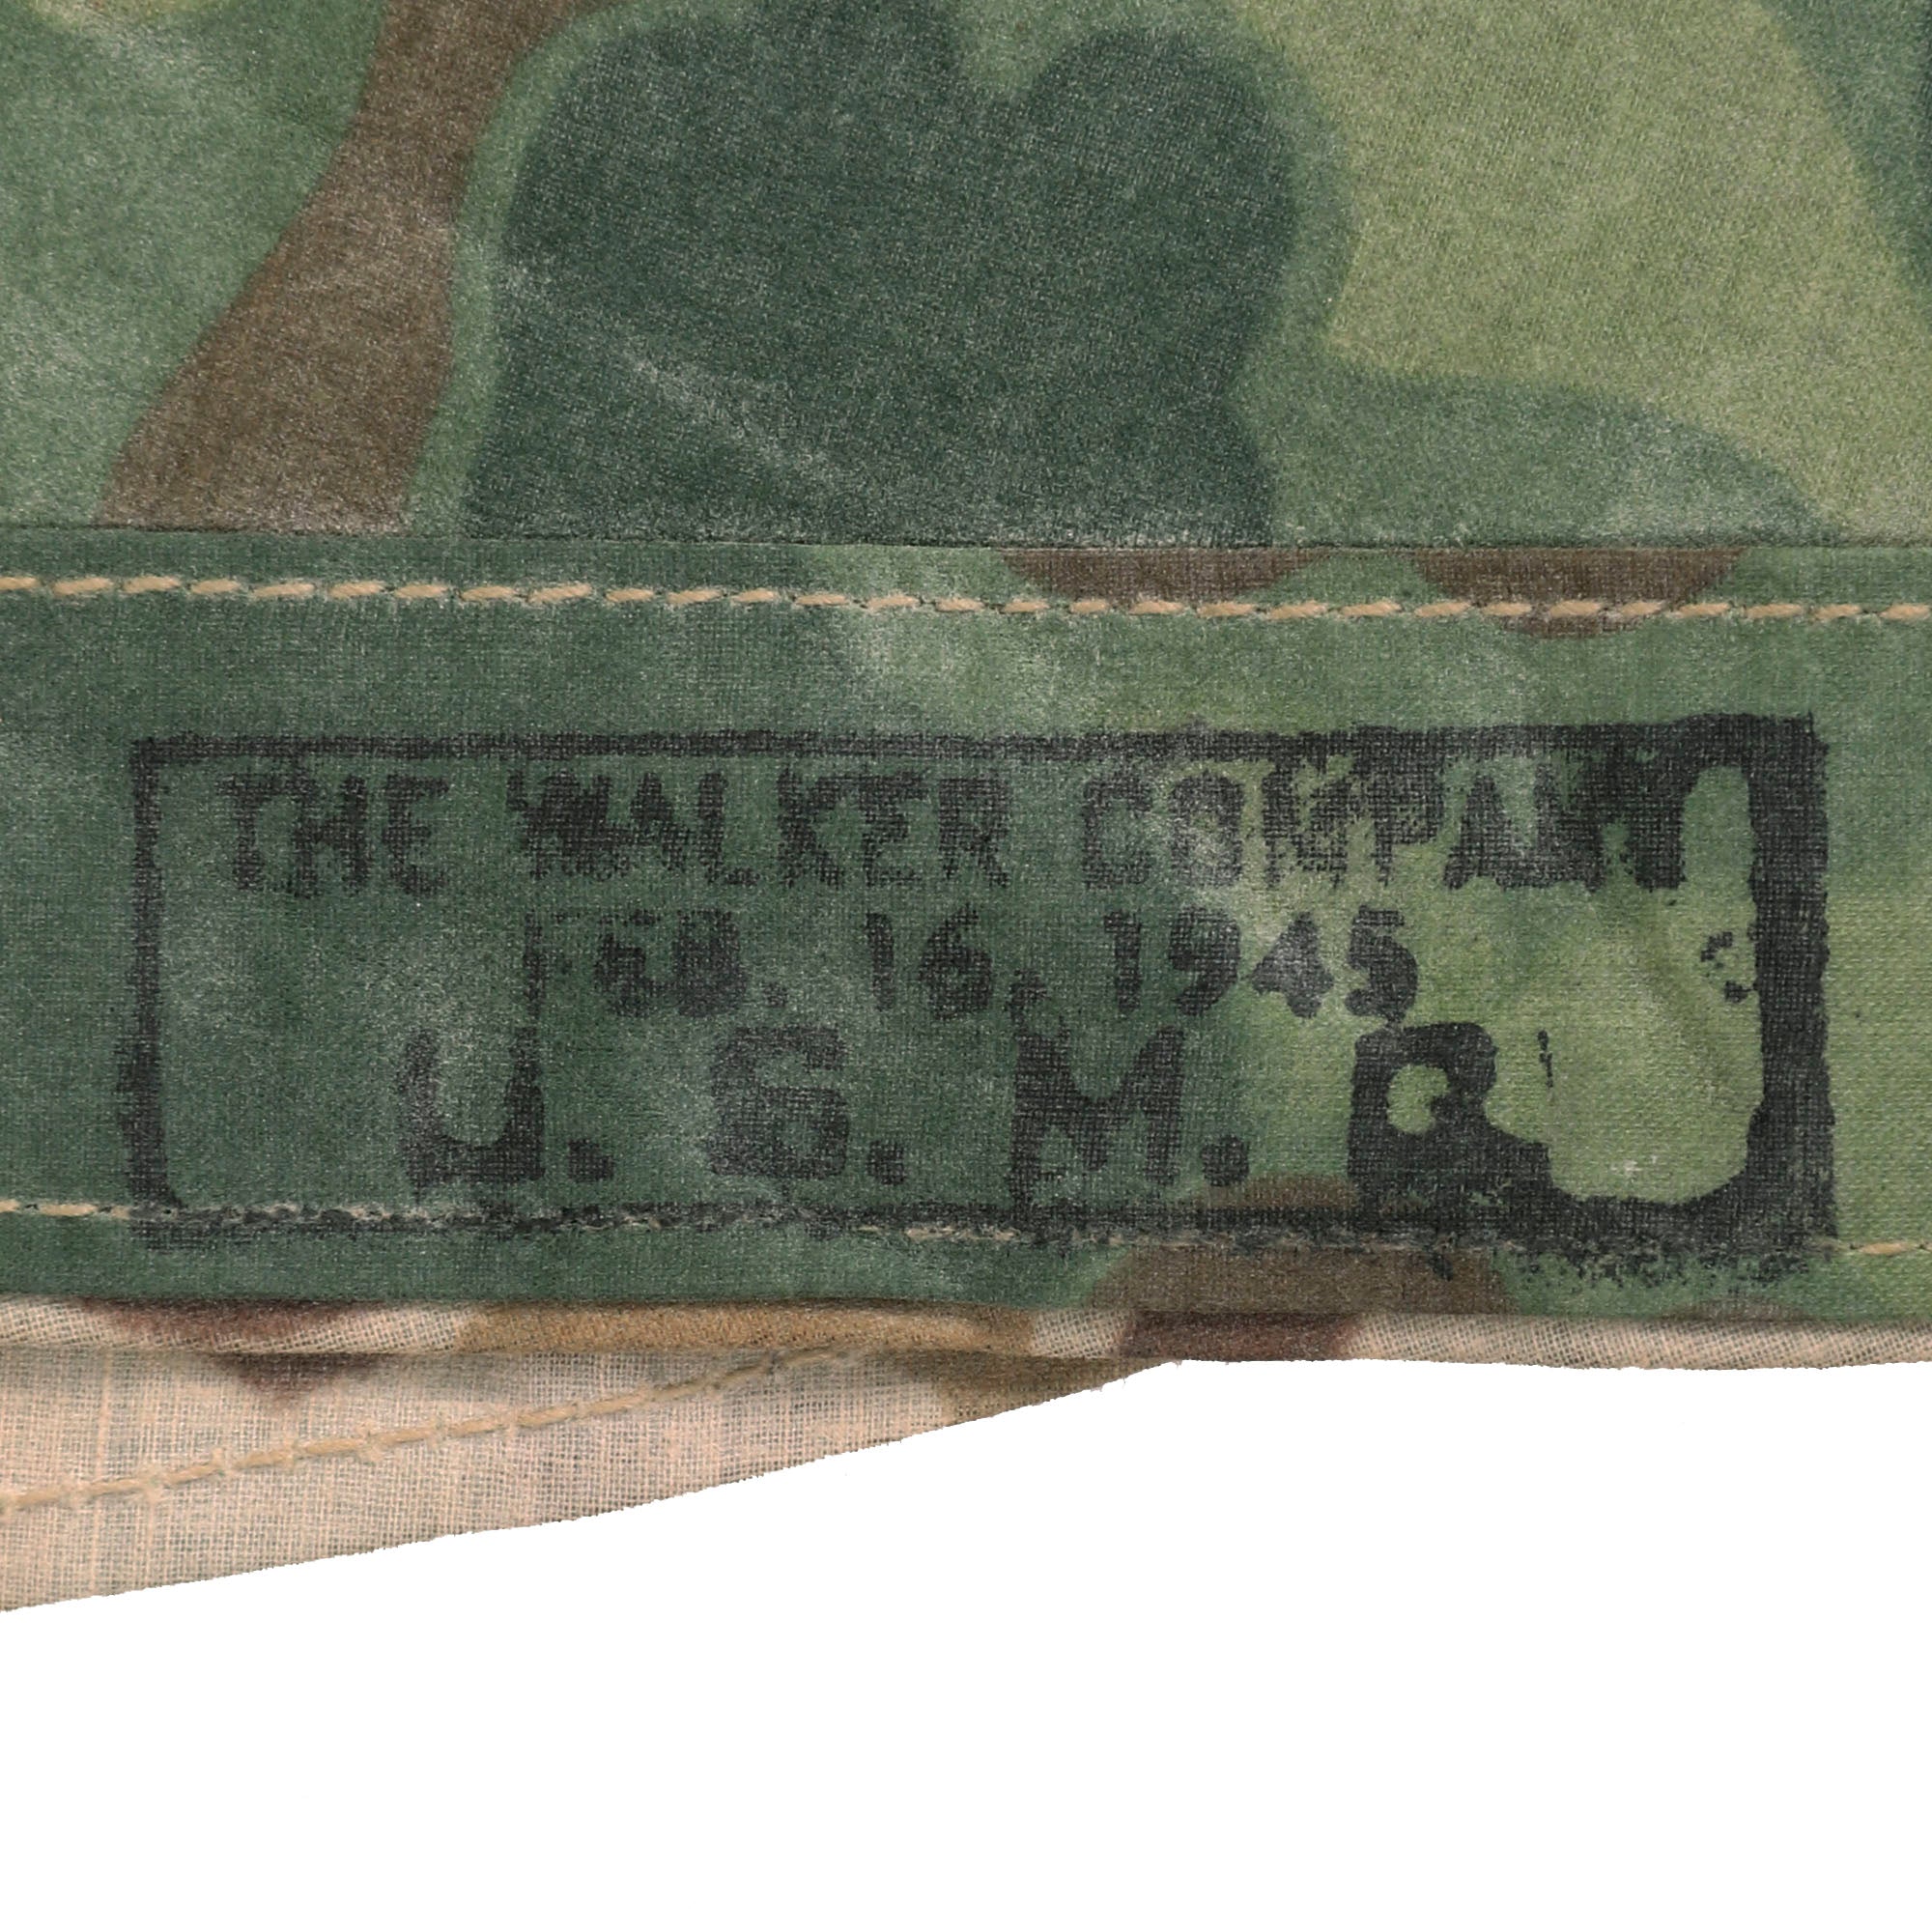 THE WALKER COMPANY
FEB. 16, 1945
U. S. M. C.